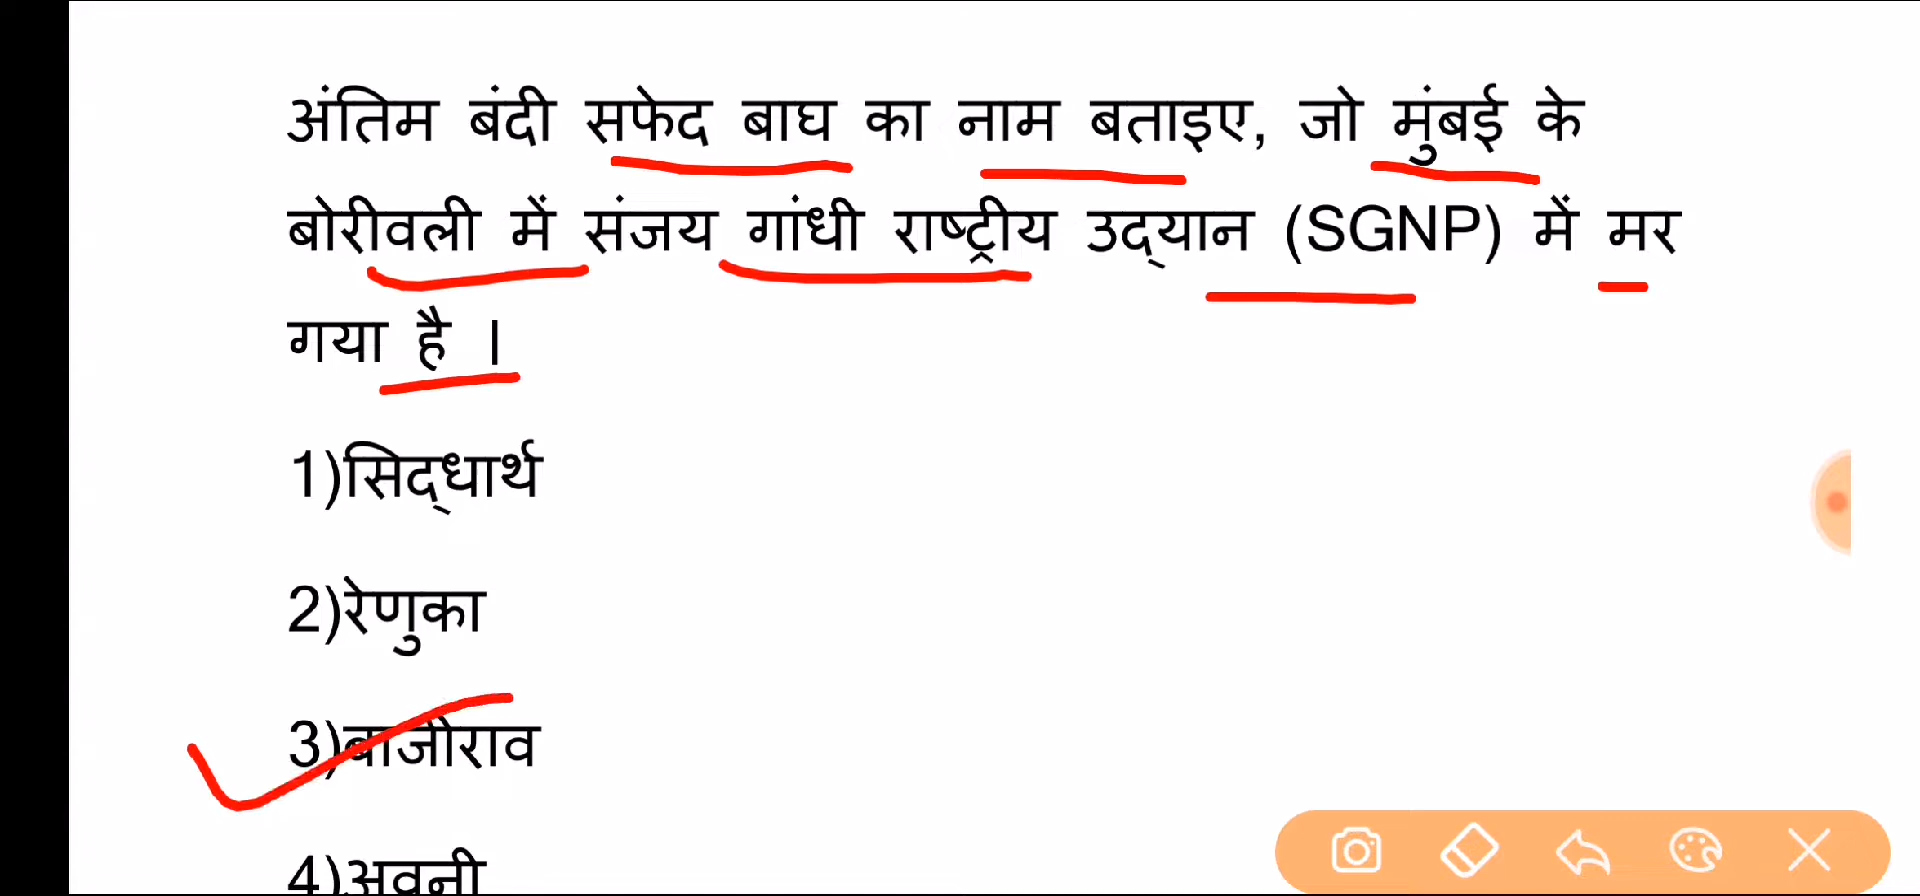 अंतिम बंदी सफेद बाघ का नाम बताइए, जो मुंबई के
बोरीवली में संजय गांधी राष्ट्रीय उद्यान (SGNP) में मर
गया है ।
1)सिद्धार्थ
2)रेणुका
3)बाजीराव
4)अवनी